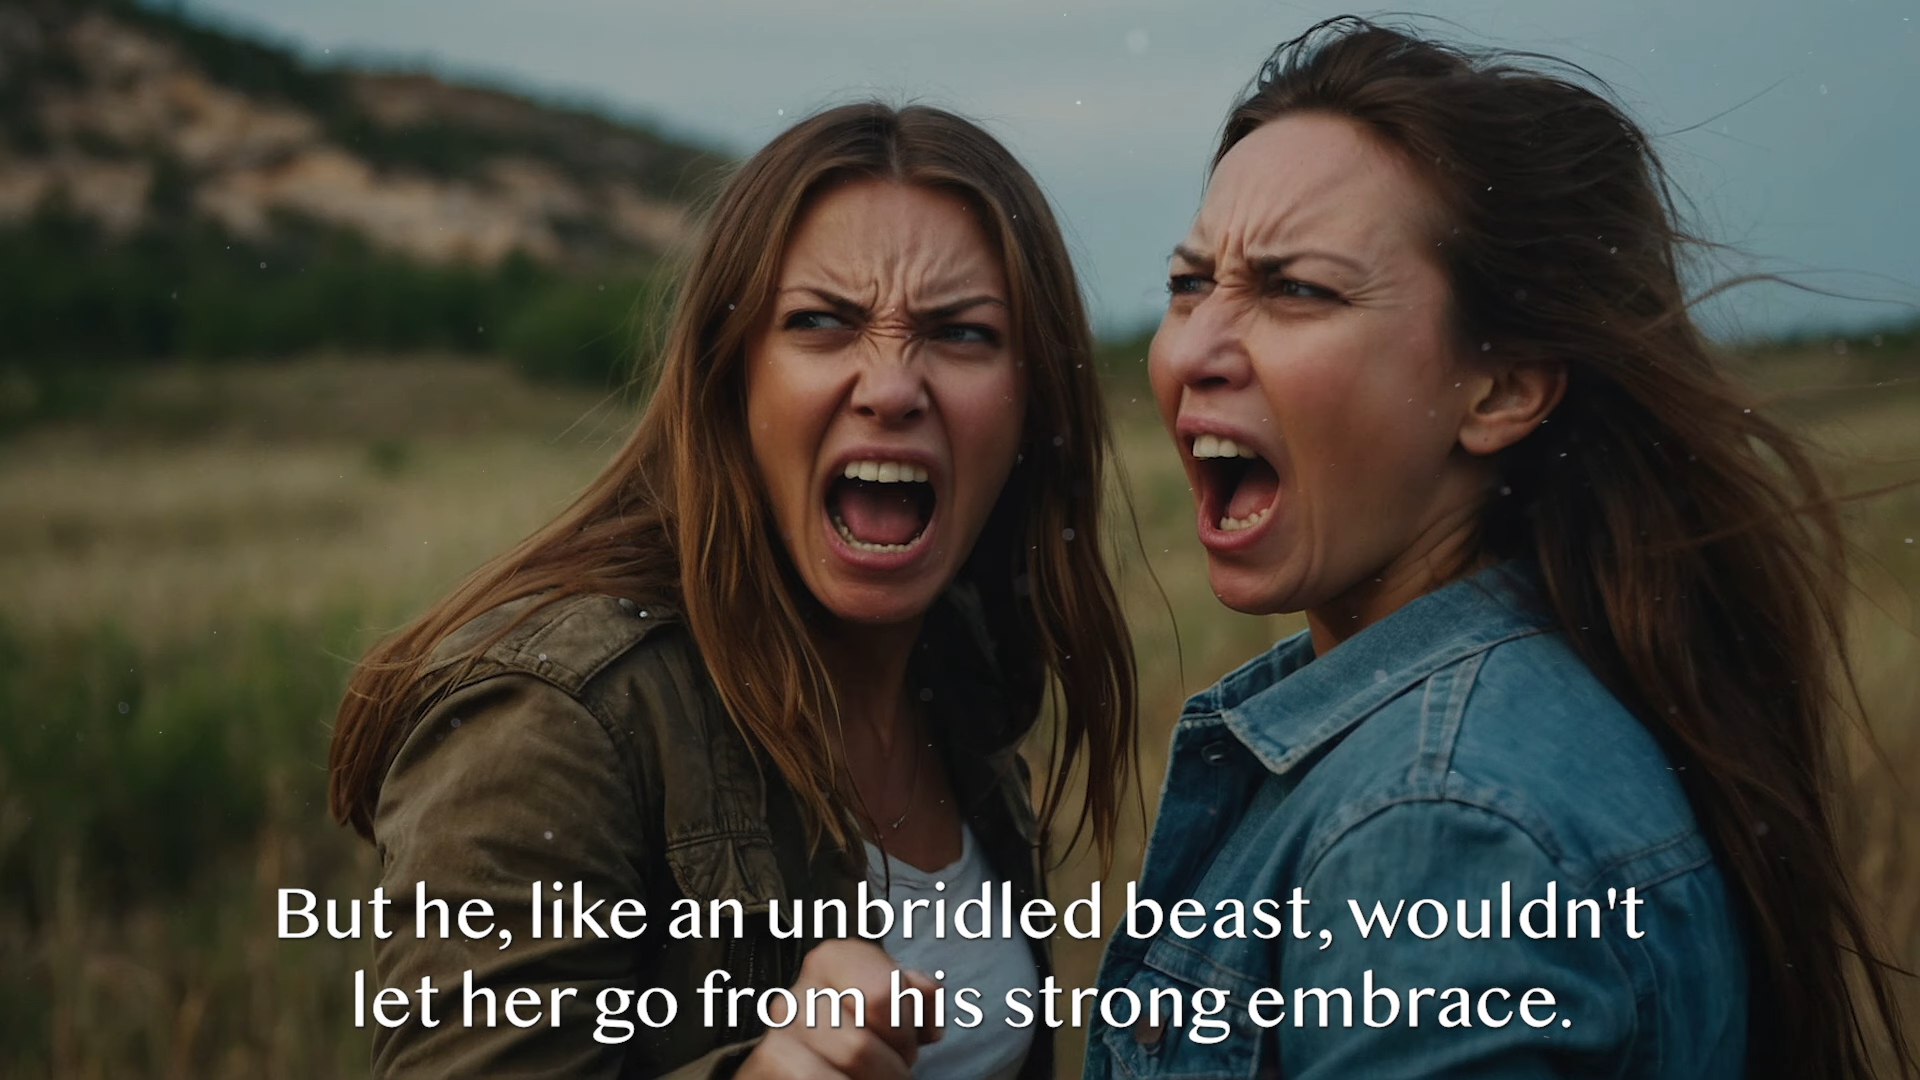 But he, like an unbridled beast, wouldn't
let her go from his strong embrace.